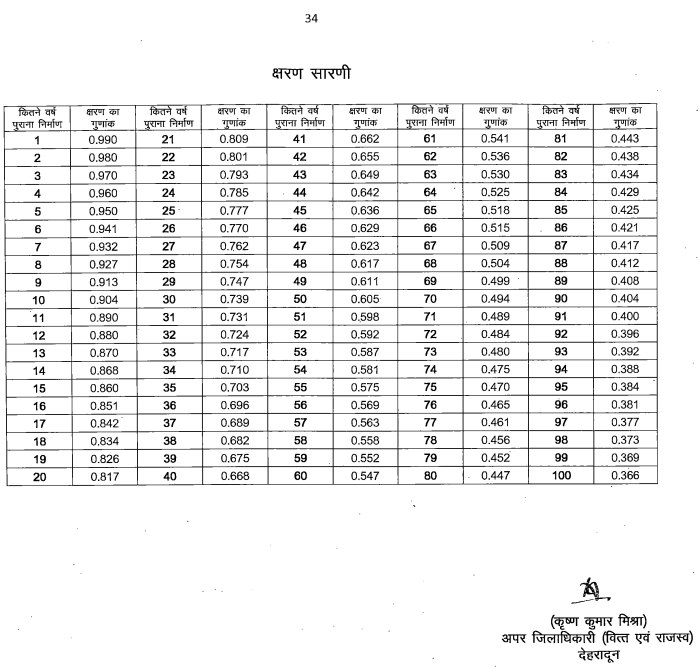 34
क्षरण सारणी
कितने वर्ष पुराना निर्माण क्षरण का गुणांक कितने वर्ष पुराना निर्माण क्षरण का गुणांक कितने वर्ष पुराना निर्माण क्षरण का गुणांक कितने वर्ष पुराना निर्माण क्षरण का गुणांक कितने वर्ष पुराना निर्माण क्षरण का गुणांक
1 0.990 21 0.809 41 0.662 61 0.541 81 0.443
2 0.980 22 0.801 42 0.655 62 0.536 82 0.438
3 0.970 23 0.793 43 0.649 63 0.530 83 0.434
4 0.960 24 0.785 44 0.642 64 0.525 84 0.429
5 0.950 25 0.777 45 0.636 65 0.518 85 0.425
6 0.941 26 0.770 46 0.629 66 0.515 86 0.421
7 0.932 27 0.762 47 0.623 67 0.509 87 0.417
8 0.927 28 0.754 48 0.617 68 0.504 88 0.412
9 0.913 29 0.747 49 0.611 69 0.499 89 0.408
10 0.904 30 0.739 50 0.605 70 0.494 90 0.404
11 0.890 31 0.731 51 0.598 71 0.489 91 0.400
12 0.880 32 0.724 52 0.592 72 0.484 92 0.396
13 0.870 33 0.717 53 0.587 73 0.480 93 0.392
14 0.868 34 0.710 54 0.581 74 0.475 94 0.388
15 0.860 35 0.703 55 0.575 75 0.470 95 0.384
16 0.851 36 0.696 56 0.569 76 0.465 96 0.381
17 0.842 37 0.689 57 0.563 77 0.461 97 0.377
18 0.834 38 0.682 58 0.558 78 0.456 98 0.373
19 0.826 39 0.675 59 0.552 79 0.452 99 0.369
20 0.817 40 0.668 60 0.547 80 0.447 100 0.366
(कृष्ण कुमार मिश्रा)
अपर जिलाधिकारी (वित्त एवं राजस्व)
देहरादून